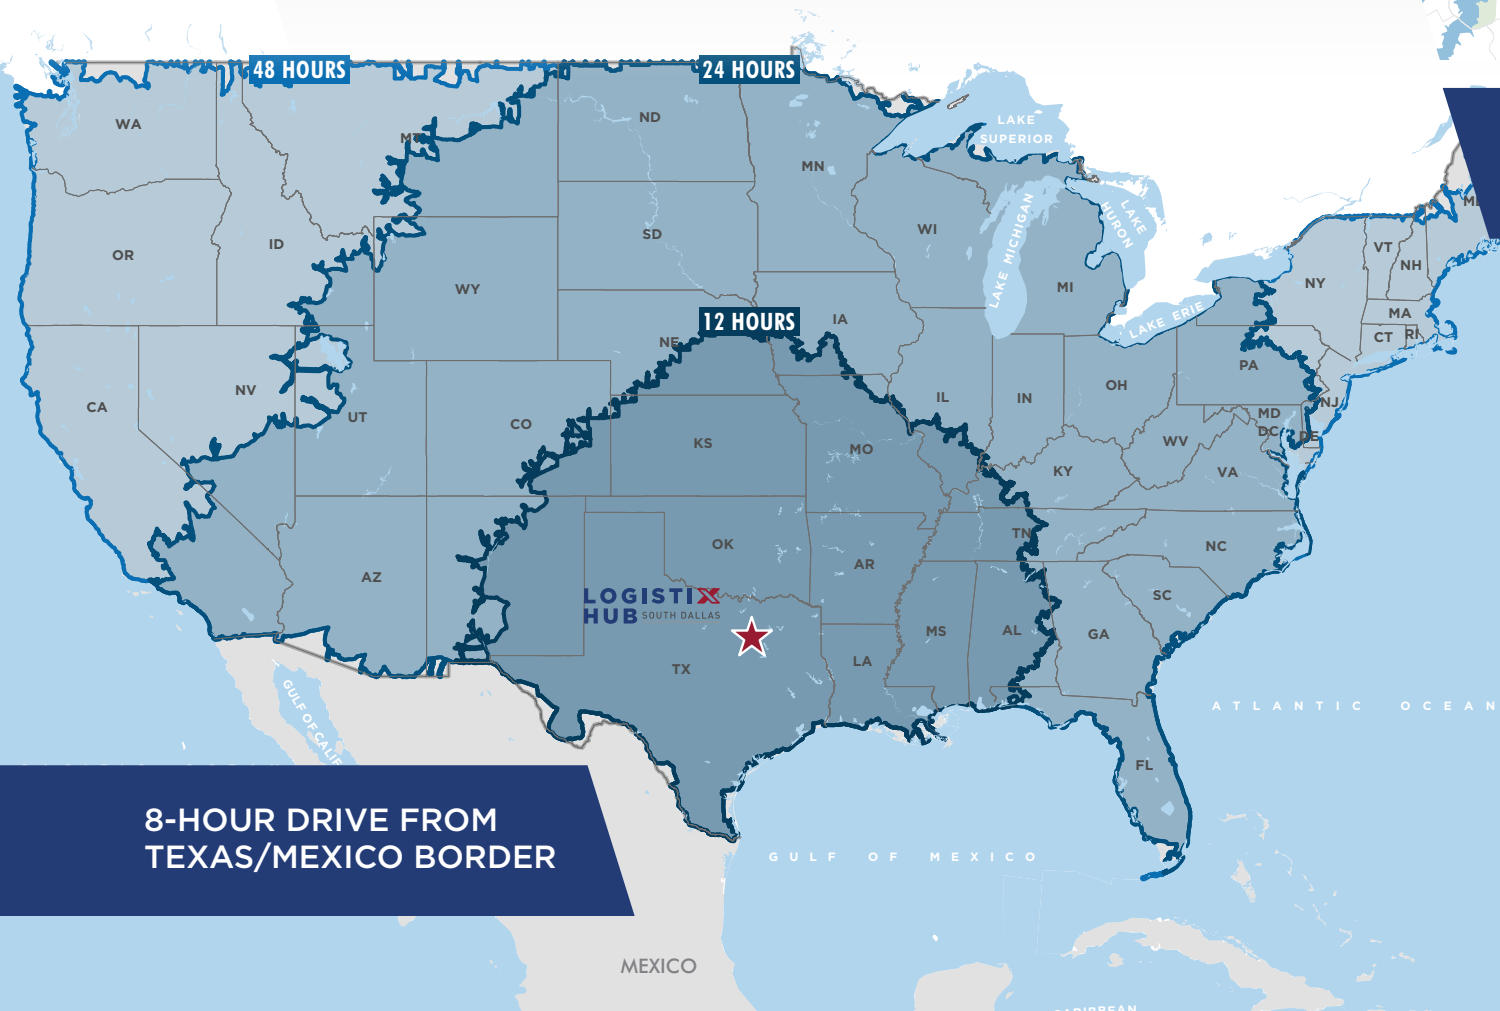 48 HOURS
24 HOURS
WA
MT
ND
MN
LAKE
SUPERIOR
OR
ID
SD
WI
LAKE MICHIGAN
LAKE
HURON
MI
NY
VT
NH
MA
CT
RI
WY
12 HOURS
IA
NE
LAKE ERIE
CA
NV
UT
CO
KS
MO
IL
IN
OH
PA
NJ
MD
DC
DE
WV
VA
KY
AZ
OK
AR
TN
NC
SC
LOGISTIX
HUB SOUTH DALLAS
TX
LA
MS
AL
GA
FL
ATLANTIC OCEAN
GULF OF MEXICO
8-HOUR DRIVE FROM
TEXAS/MEXICO BORDER
MEXICO